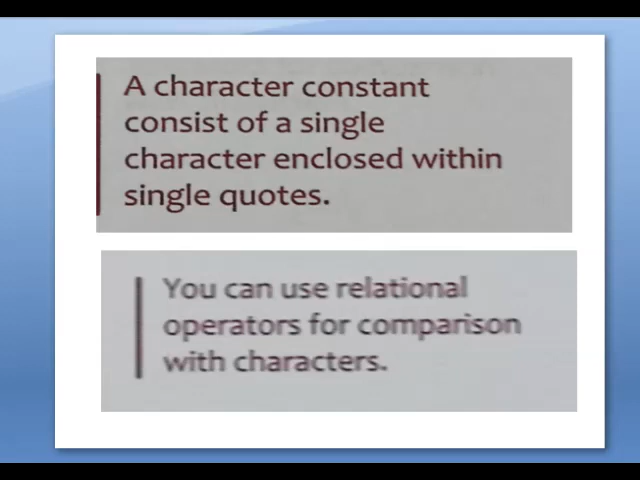 A character constant
consist of a single
character enclosed within
single quotes.
You can use relational
operators for comparison
with characters.